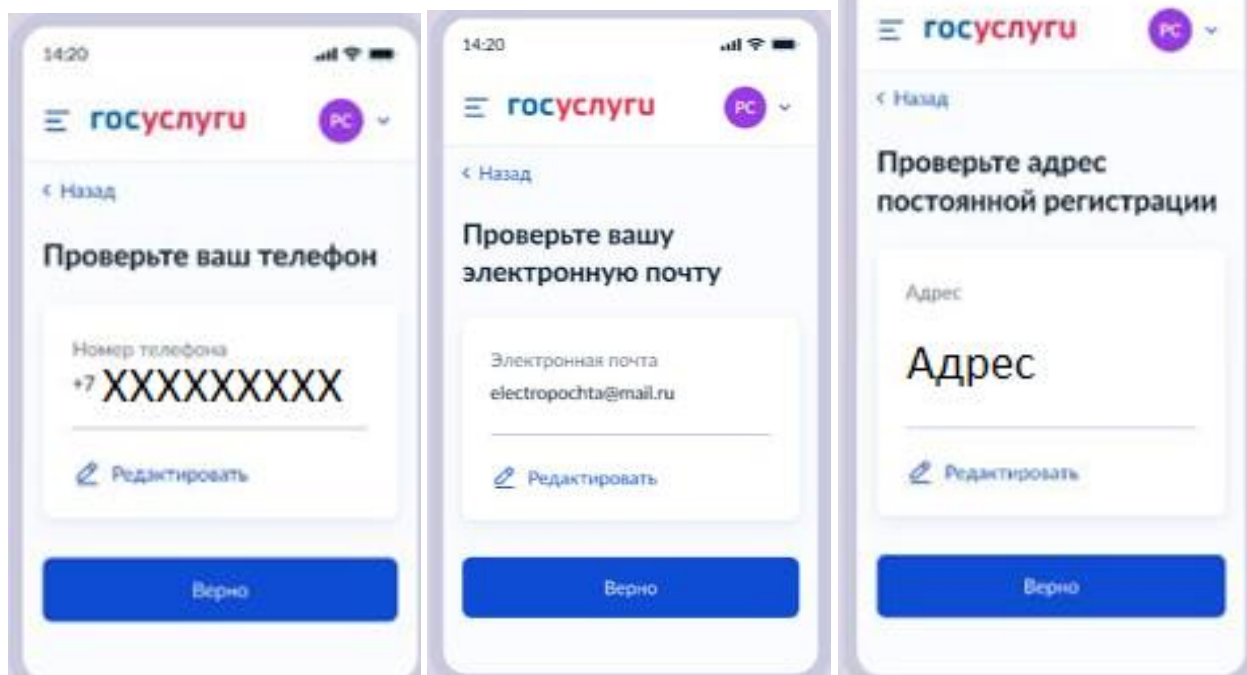 14:20
госуслуги
РС
Назад
Проверьте ваш телефон
Номер телефона
+7 XXXXXXXXX
Редактировать
Верно
14:20
госуслуги
РС
Назад
Проверьте вашу
электронную почту
Электронная почта
electropochta@mail.ru
Редактировать
Верно
госуслуги
РС
Назад
Проверьте адрес
постоянной регистрации
Адрес
Адрес
Редактировать
Верно